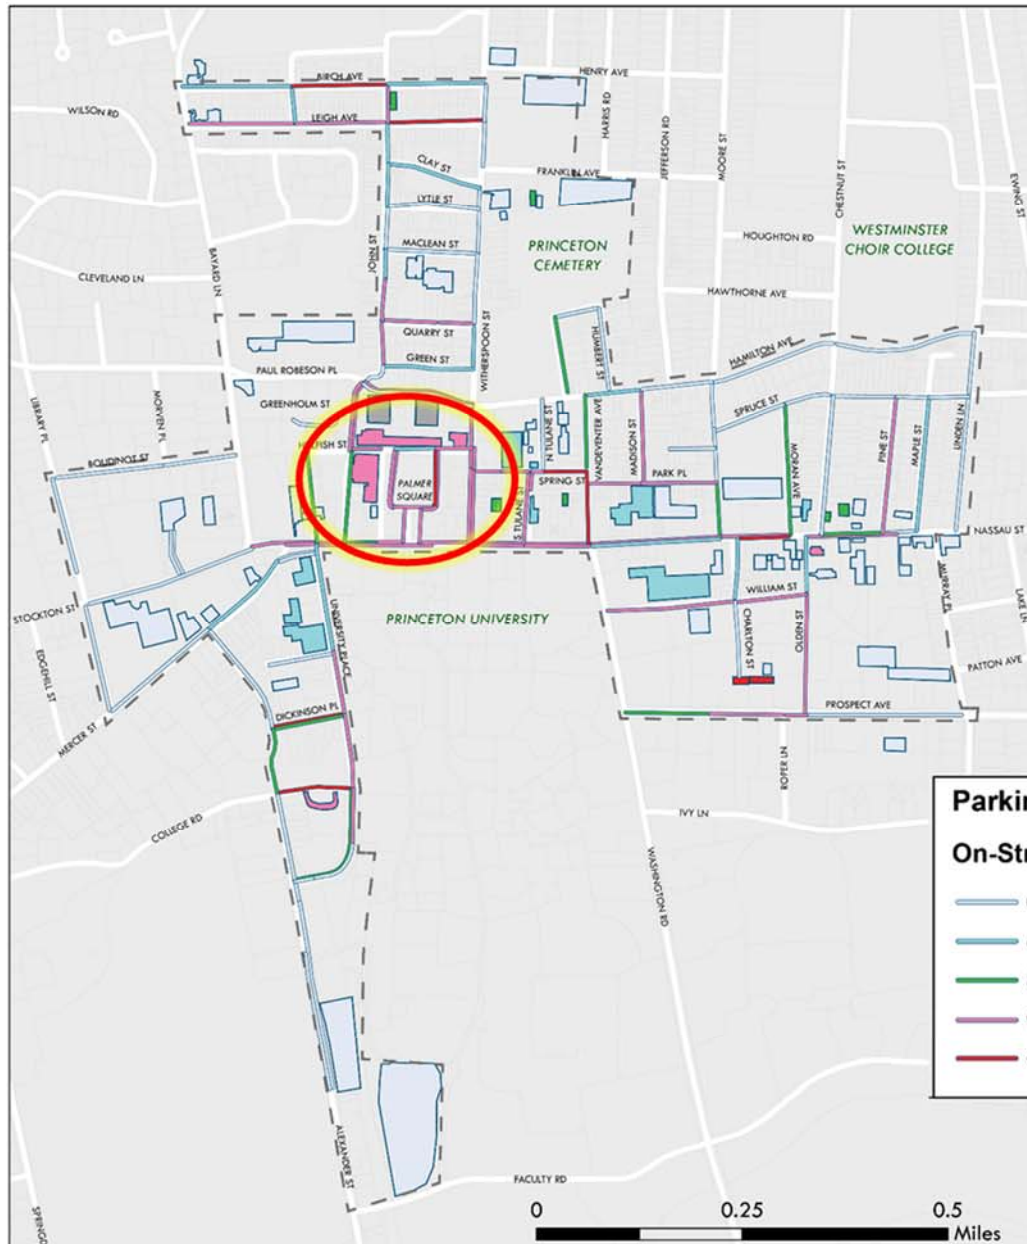 BIRCH AVE
HENRY AVE
WILSON RD
LEIGH AVE
HARRIS RD
JEFFERSON RD
MOORE ST
CHESTNUT ST
EWING ST
CLAY ST
FRANKLIN AVE
LYTLE ST
JOHN ST
MACLEAN ST
PRINCETON
CEMETERY
HOUGHTON RD
WESTMINSTER
CHOIR COLLEGE
CLEVELAND LN
BAYARD LN
HAWTHORNE AVE
WITHERSPOON ST
QUARRY ST
GREEN ST
HUMBERT ST
HAMILTON AVE
PAUL ROBESON PL
GREENHOLM ST
LIBRARY PL
MORVEN PL
SPRUCE ST
N TULANE ST
VANDEVENTER AVE
MADISON ST
MORAN AVE
PINE ST
MAPLE ST
LINDEN LN
BOUDINOT ST
PALMER
SQUARE
SPRING ST
PARK PL
S TULANE ST
NASSAU ST
STOCKTON ST
UNIVERSITY PLACE
PRINCETON UNIVERSITY
WILLIAM ST
CHARLTON ST
OLDEN ST
MURRAY PL
LAKE LN
EDGEHILL ST
PATTON AVE
MERCER ST
DICKINSON PL
PROSPECT AVE
ROPER LN
COLLEGE RD
IVY LN
WASHINGTON RD
Parkin
On-Str
ALEXANDER ST
FACULTY RD
SPRINGD
0 0.25 0.5
Miles